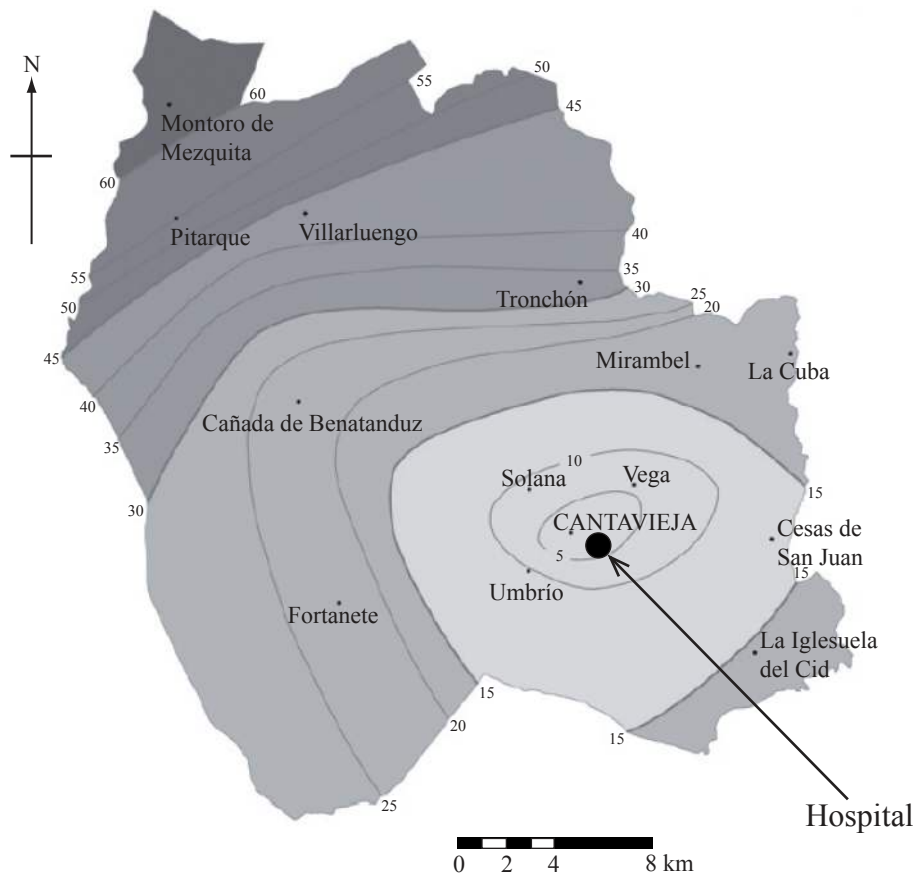 N
60
55
50
45
Montoro de
Mezquita
60
Pitarque
Villarluengo
40
55
35
Tronchón
30
25
50
20
45
Mirambel
La Cuba
40
Cañada de Benatanduz
35
10
Solana
Vega
15
30
CANTAVIEJA
Cesas de
San Juan
5
15
Umbrío
Fortanete
La Iglesuela
del Cid
15
20
15
25
Hospital
0 2 4 8 km